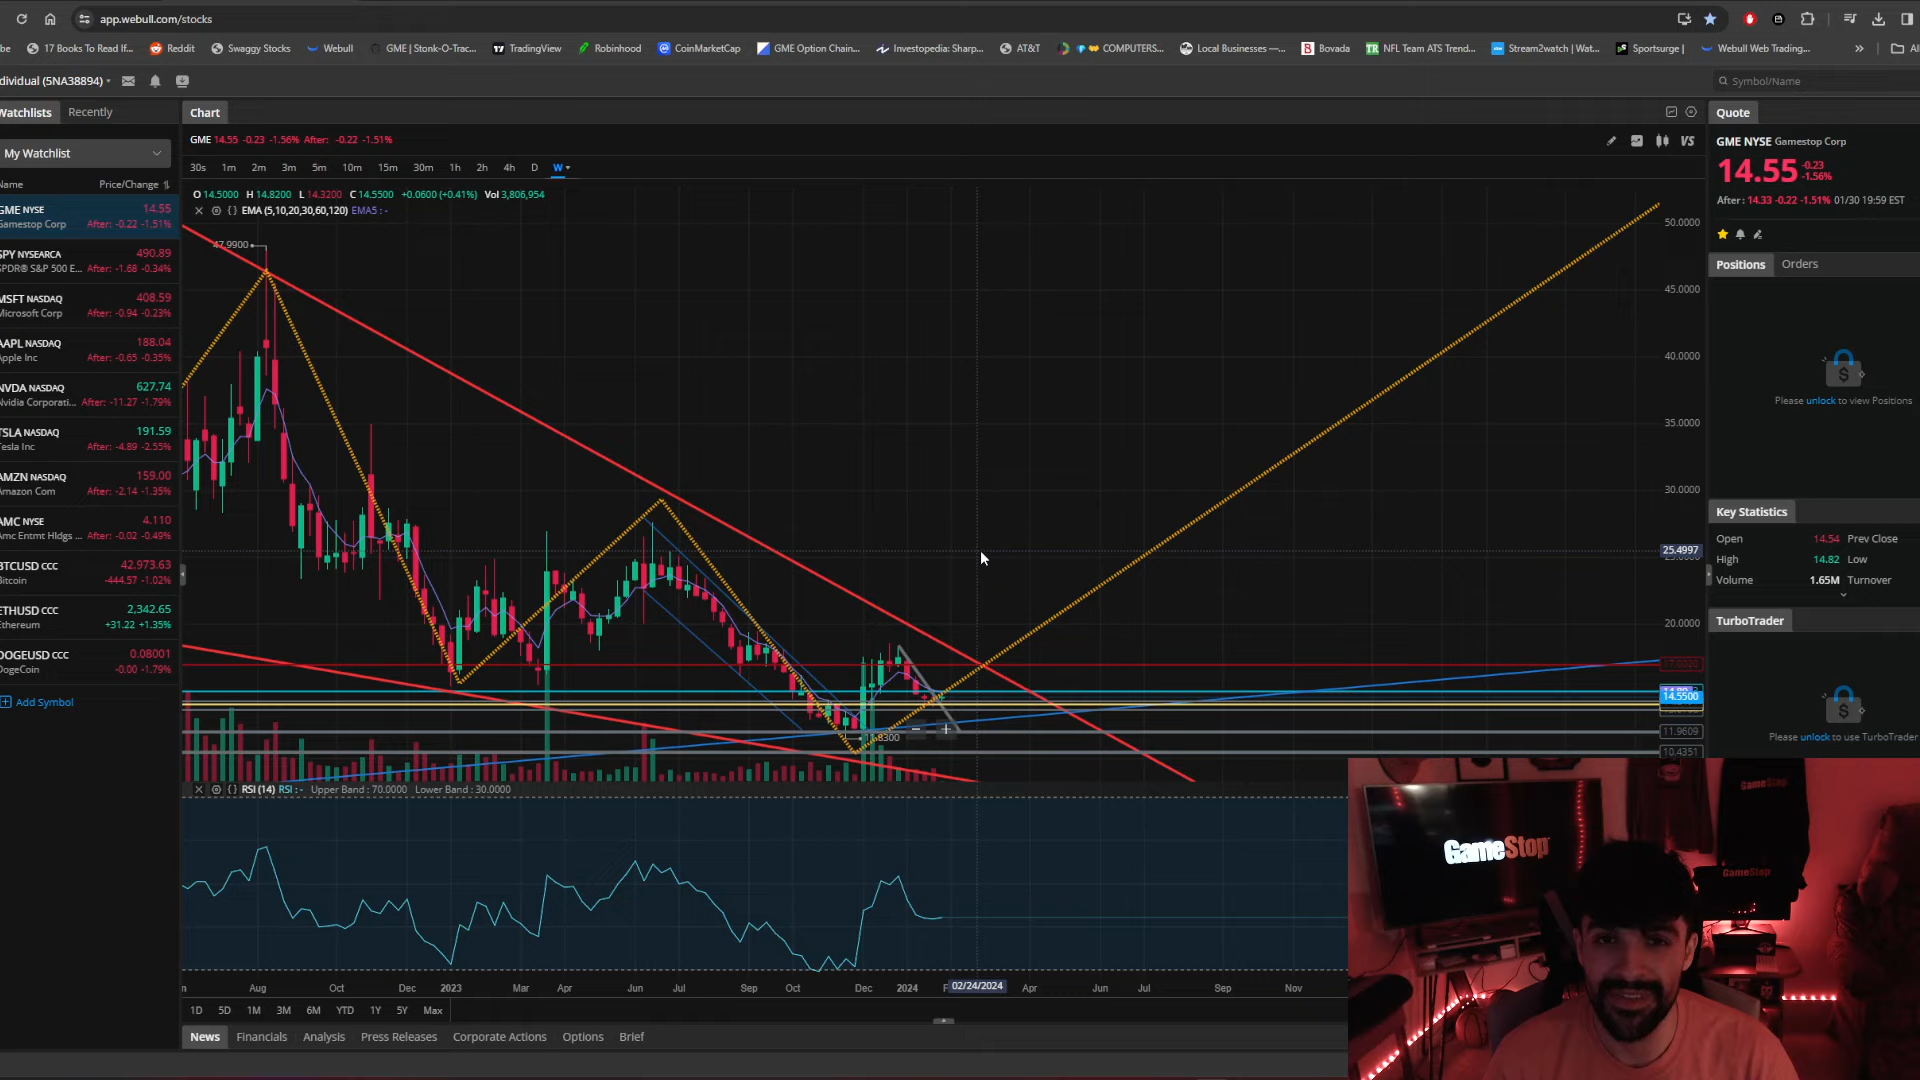 app.webull.com/stocks
17 Books To Read If...
Reddit
Swaggy Stocks
Webull
GME | Stonk-O-Trac...
TradingView
Robinhood
CoinMarketCap
GME Option Chain...
Investopedia: Sharp...
AT&T
COMPUTERS...
Local Businesses —...
Bovada
NFL Team ATS Trend...
Stream2watch | Wat...
Sportsurge |
Webull Web Trading...
dividual (5NA38894)
Symbol/Name
Watchlists Recently
Chart
Quote
My Watchlist
Name Price/Change
GME NYSE 14.55
Gamestop Corp After: -0.22 -1.51%
SPY NYSEARCA 490.89
SPDR® S&P 500 E... After: -1.68 -0.34%
MSFT NASDAQ 408.59
Microsoft Corp After: -0.94 -0.23%
AAPL NASDAQ 188.04
Apple Inc After: -0.65 -0.35%
NVDA NASDAQ 627.74
Nvidia Corporati... After: -11.27 -1.79%
TSLA NASDAQ 191.59
Tesla Inc After: -4.89 -2.55%
AMZN NASDAQ 159.00
Amazon Com After: -2.14 -1.35%
AMC NYSE 4.110
Amc Entmt Hldgs ... After: -0.02 -0.49%
BTCUSD CCC 42,973.63
Bitcoin -444.57 -1.02%
ETHUSD CCC 2,342.65
Ethereum +31.22 +1.35%
DOGEUSD CCC 0.08001
DogeCoin -0.00 -1.79%
Add Symbol
GME 14.55 -0.23 -1.56% After: -0.22 -1.51%
VS
30s 1m 2m 3m 5m 10m 15m 30m 1h 2h 4h D W
O 14.5000 H 14.8200 L 14.3200 C 14.5500 +0.0600 (+0.41%) Vol 3,806,954
EMA (5,10,20,30,60,120) EMA5 : -
47.9900
50.0000
45.0000
40.0000
35.0000
30.0000
25.4997
20.0000
17.0020
14.5500
11.9609
10.4351
RSI (14) RSI : - Upper Band : 70.0000 Lower Band : 30.0000
Aug Oct Dec 2023 Mar Apr Jun Jul Sep Oct Dec 2024 02/24/2024 Apr Jun Jul Sep Nov
1D 5D 1M 3M 6M YTD 1Y 5Y Max
News Financials Analysis Press Releases Corporate Actions Options Brief
GME NYSE Gamestop Corp
14.55 -0.23
-1.56%
After : 14.33 -0.22 -1.51% 01/30 19:59 EST
Positions Orders
Please unlock to view Positions
Key Statistics
Open 14.54 Prev Close
High 14.82 Low
Volume 1.65M Turnover
TurboTrader
Please unlock to use TurboTrader
GameStop
GameStop
GameStop